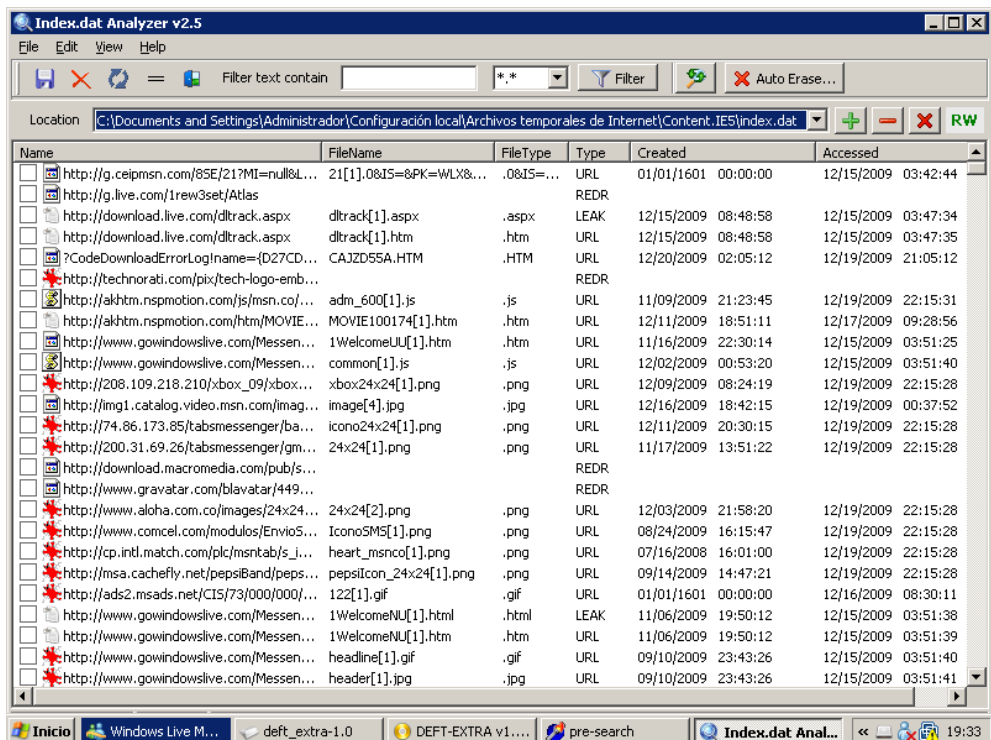 Index.dat Analyzer v2.5
File Edit View Help
Filter text contain *.* Filter Auto Erase...
Location C:\Documents and Settings\Administrador\Configuración local\Archivos temporales de Internet\Content.IE5\index.dat RW
Name FileName FileType Type Created Accessed
http://g.ceipmsn.com/8SE/21?MI=null&L... 21[1].0&IS=&PK=WLX&... .0&IS=... URL 01/01/1601 00:00:00 12/15/2009 03:42:44
http://g.live.com/1rew3set/Atlas REDR
http://download.live.com/dltrack.aspx dltrack[1].aspx .aspx LEAK 12/15/2009 08:48:58 12/15/2009 03:47:34
http://download.live.com/dltrack.aspx dltrack[1].htm .htm URL 12/15/2009 08:48:58 12/15/2009 03:47:35
?CodeDownloadErrorLog!name={D27CD... CAJZD55A.HTM .HTM URL 12/20/2009 02:05:12 12/19/2009 21:05:12
http://technorati.com/pix/tech-logo-emb... REDR
http://akhtm.nspmotion.com/js/msn.co/... adm_600[1].js .js URL 11/09/2009 21:23:45 12/19/2009 22:15:31
http://akhtm.nspmotion.com/htm/MOVIE... MOVIE100174[1].htm .htm URL 12/11/2009 18:51:11 12/17/2009 09:28:56
http://www.gowindowslive.com/Messen... 1WelcomeUU[1].htm .htm URL 11/16/2009 22:30:14 12/15/2009 03:51:25
http://www.gowindowslive.com/Messen... common[1].js .js URL 12/02/2009 00:53:20 12/15/2009 03:51:40
http://208.109.218.210/xbox_09/xbox... xbox24x24[1].png .png URL 12/09/2009 08:24:19 12/19/2009 22:15:28
http://img1.catalog.video.msn.com/imag... image[4].jpg .jpg URL 12/16/2009 18:42:15 12/19/2009 00:37:52
http://74.86.173.85/tabsmessenger/ba... icono24x24[1].png .png URL 12/11/2009 20:30:15 12/19/2009 22:15:28
http://200.31.69.26/tabsmessenger/gm... 24x24[1].png .png URL 11/17/2009 13:51:22 12/19/2009 22:15:28
http://download.macromedia.com/pub/s... REDR
http://www.gravatar.com/blavatar/449... REDR
http://www.aloha.com.co/images/24x24... 24x24[2].png .png URL 12/03/2009 21:58:20 12/19/2009 22:15:28
http://www.comcel.com/modulos/EnvioS... IconoSMS[1].png .png URL 08/24/2009 16:15:47 12/19/2009 22:15:28
http://cp.intl.match.com/plc/msntab/s_i... heart_msnco[1].png .png URL 07/16/2008 16:01:00 12/19/2009 22:15:28
http://msa.cachefly.net/pepsiBand/peps... pepsiIcon_24x24[1].png .png URL 09/14/2009 14:47:21 12/19/2009 22:15:28
http://ads2.msads.net/CIS/73/000/000/... 122[1].gif .gif URL 01/01/1601 00:00:00 12/16/2009 08:30:11
http://www.gowindowslive.com/Messen... 1WelcomeNU[1].html .html LEAK 11/06/2009 19:50:12 12/15/2009 03:51:38
http://www.gowindowslive.com/Messen... 1WelcomeNU[1].htm .htm URL 11/06/2009 19:50:12 12/15/2009 03:51:39
http://www.gowindowslive.com/Messen... headline[1].gif .gif URL 09/10/2009 23:43:26 12/15/2009 03:51:40
http://www.gowindowslive.com/Messen... header[1].jpg .jpg URL 09/10/2009 23:43:26 12/15/2009 03:51:41
Inicio Windows Live M... deft_extra-1.0 DEFT-EXTRA v1.... pre-search Index.dat Anal... « 19:33